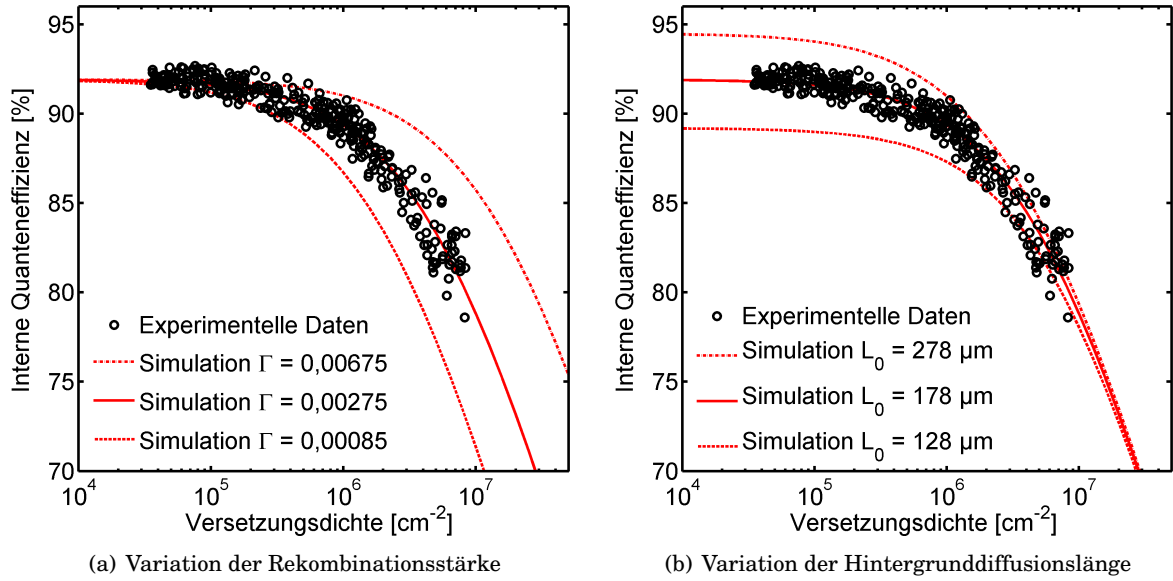 95
90
85
80
75
70
Interne Quanteneffizienz [%]
Experimentelle Daten
Simulation Γ = 0,00675
Simulation Γ = 0,00275
Simulation Γ = 0,00085
10^4 10^5 10^6 10^7
Versetzungsdichte [cm^-2]
(a) Variation der Rekombinationsstärke
95
90
85
80
75
70
Interne Quanteneffizienz [%]
Experimentelle Daten
Simulation L_0 = 278 µm
Simulation L_0 = 178 µm
Simulation L_0 = 128 µm
10^4 10^5 10^6 10^7
Versetzungsdichte [cm^-2]
(b) Variation der Hintergrunddiffusionslänge